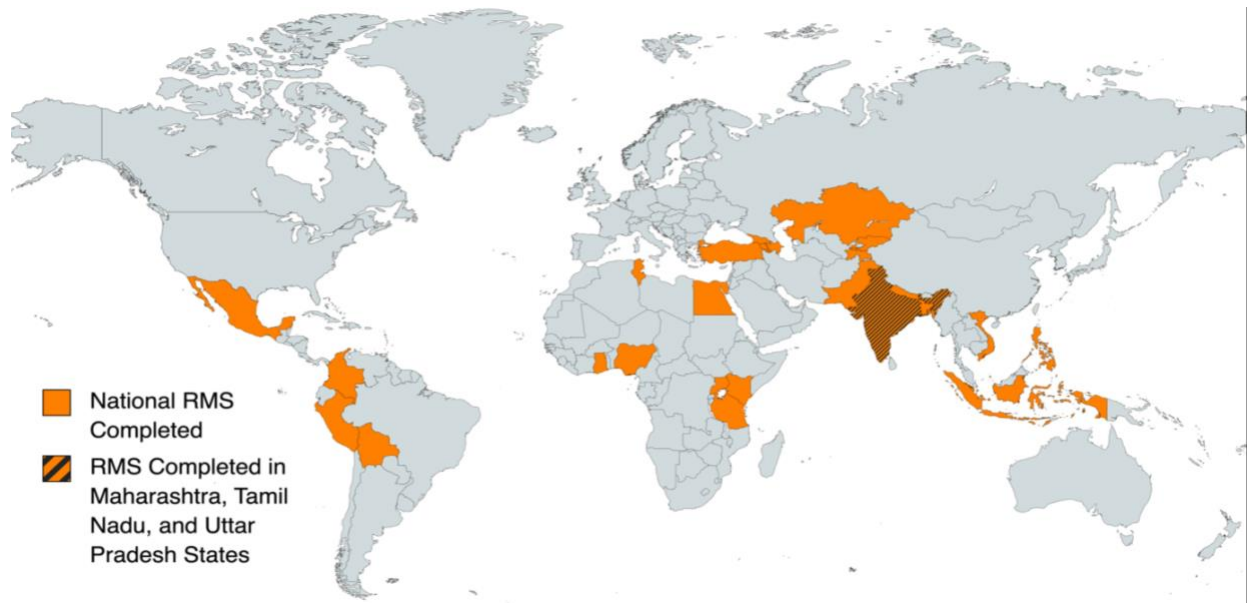 National RMS
Completed
RMS Completed in
Maharashtra, Tamil
Nadu, and Uttar
Pradesh States